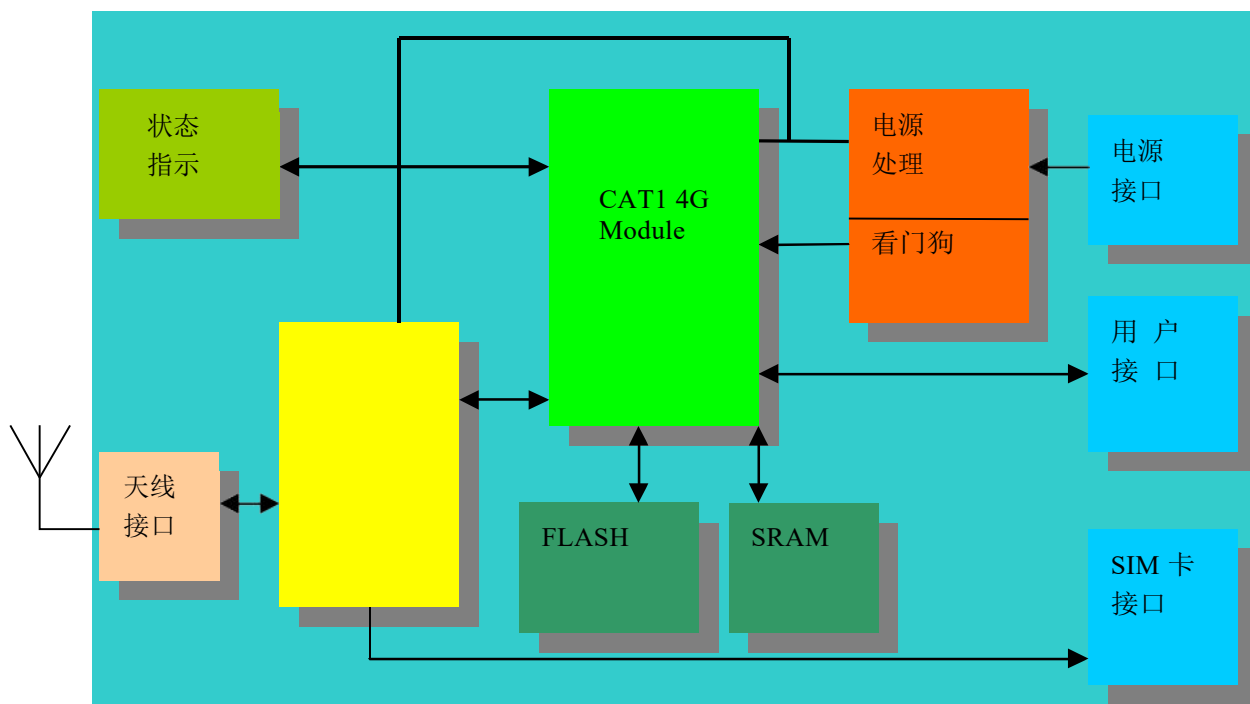 状态
指示
CAT1 4G
Module
电源
处理
看门狗
电源
接口
用 户
接 口
天线
接口
FLASH
SRAM
SIM 卡
接口